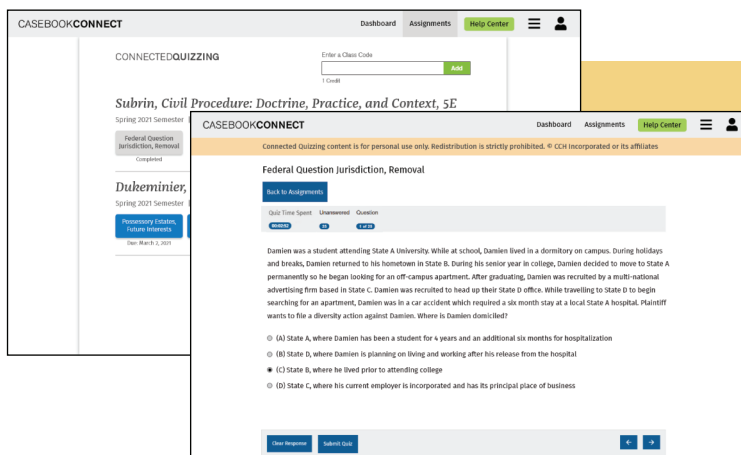 CASEBOOKCONNECT
Dashboard Assignments Help Center
CONNECTEDQUIZZING
Enter a Class Code
Add
1 Credit
Subrin, Civil Procedure: Doctrine, Practice, and Context, 5E
Spring 2021 Semester
Federal Question
Jurisdiction, Removal
Completed
Dukeminier,
Spring 2021 Semester
Possessory Estates,
Future Interests
Due: March 2, 2021
CASEBOOKCONNECT
Dashboard Assignments Help Center
Connected Quizzing content is for personal use only. Redistribution is strictly prohibited. © CCH Incorporated or its affiliates
Federal Question Jurisdiction, Removal
Back to Assignments
Quiz Time Spent Unanswered Question
Damien was a student attending State A University. While at school, Damien lived in a dormitory on campus. During holidays
and breaks, Damien returned to his hometown in State B. During his senior year in college, Damien decided to move to State A
permanently so he began looking for an off-campus apartment. After graduating, Damien was recruited by a multi-national
advertising firm based in State C. Damien was recruited to head up their State D office. While travelling to State D to begin
searching for an apartment, Damien was in a car accident which required a six month stay at a local State A hospital. Plaintiff
wants to file a diversity action against Damien. Where is Damien domiciled?
(A) State A, where Damien has been a student for 4 years and an additional six months for hospitalization
(B) State D, where Damien is planning on living and working after his release from the hospital
(C) State B, where he lived prior to attending college
(D) State C, where his current employer is incorporated and has its principal place of business
Clear Response Submit Quiz